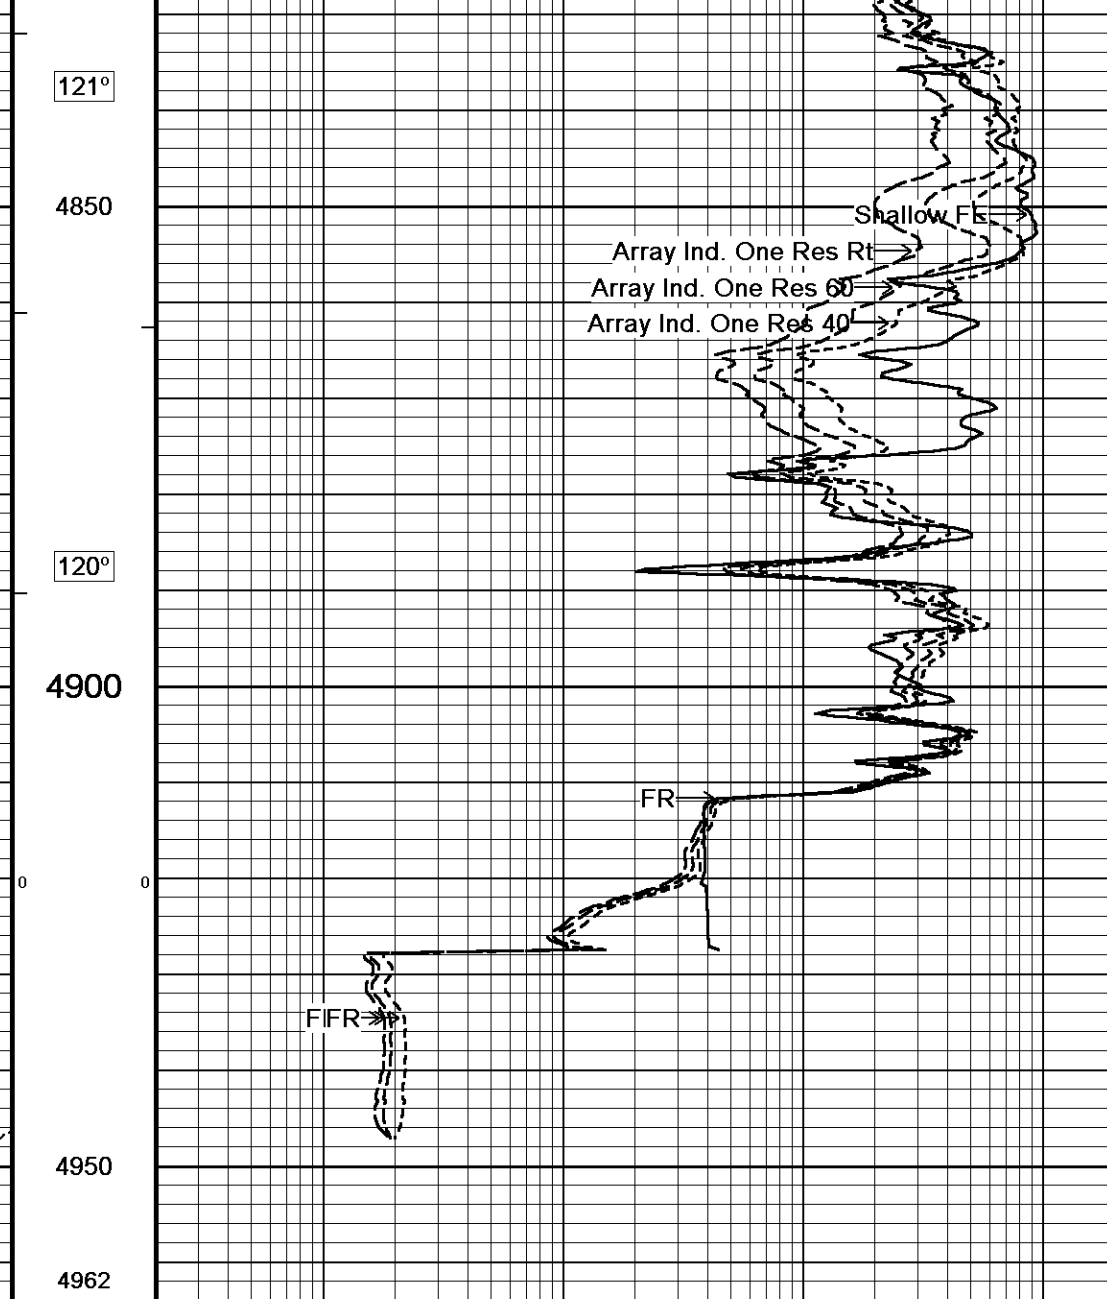 121°
4850
Shallow FE
Array Ind. One Res Rt
Array Ind. One Res 60
Array Ind. One Res 40
120°
4900
FR
0 0
FR
4950
4962